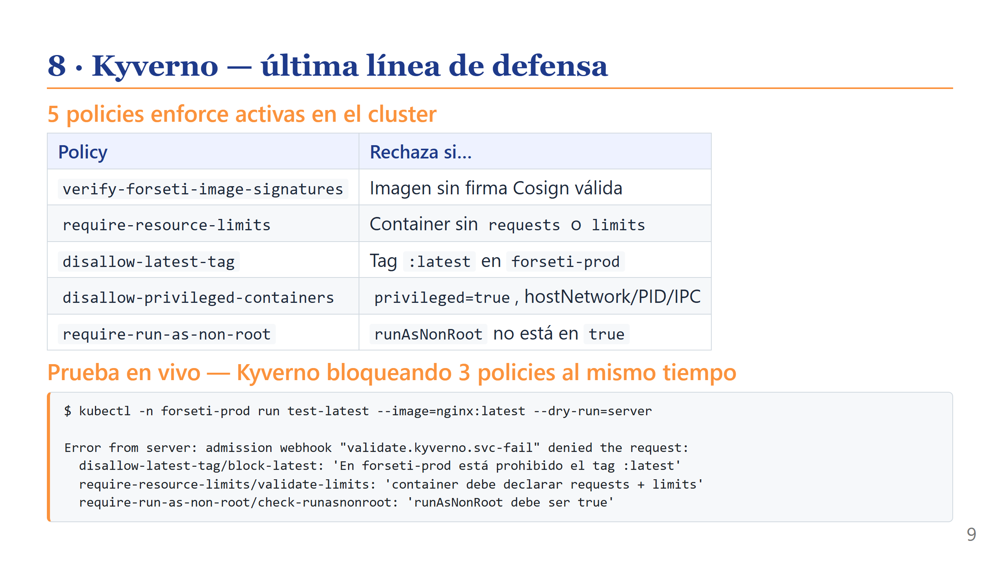 8 · Kyverno — última línea de defensa
5 policies enforce activas en el cluster
Policy Rechaza si...
verify-forseti-image-signatures Imagen sin firma Cosign válida
require-resource-limits Container sin requests o limits
disallow-latest-tag Tag :latest en forseti-prod
disallow-privileged-containers privileged=true , hostNetwork/PID/IPC
require-run-as-non-root runAsNonRoot no está en true
Prueba en vivo — Kyverno bloqueando 3 policies al mismo tiempo
$ kubectl -n forseti-prod run test-latest --image=nginx:latest --dry-run=server
Error from server: admission webhook "validate.kyverno.svc-fail" denied the request:
disallow-latest-tag/block-latest: 'En forseti-prod está prohibido el tag :latest'
require-resource-limits/validate-limits: 'container debe declarar requests + limits'
require-run-as-non-root/check-runasnonroot: 'runAsNonRoot debe ser true'
9